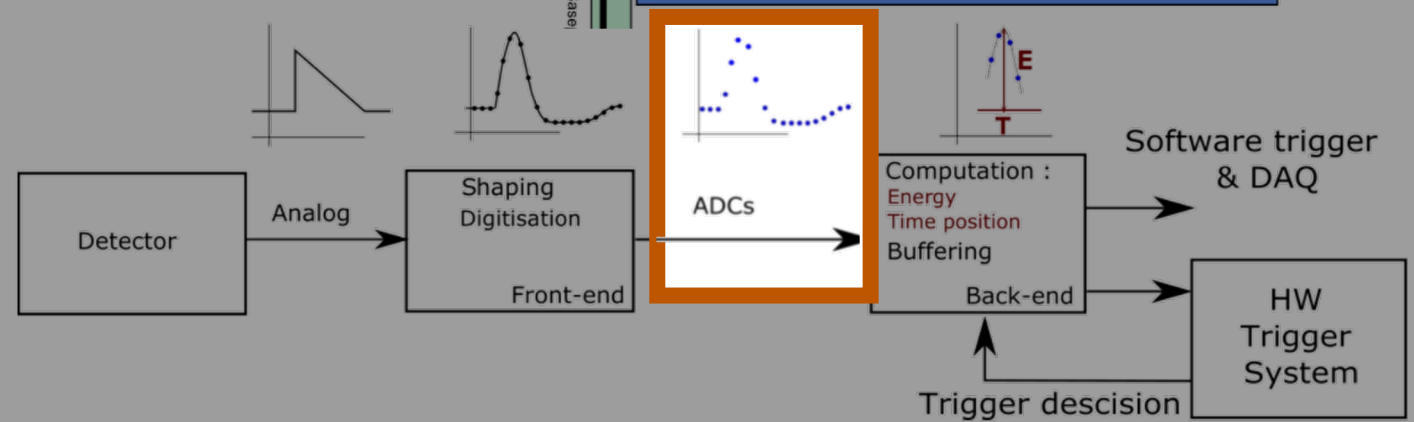 ase
E
T
Software trigger
& DAQ
Analog
Detector
Shaping
Digitisation
Front-end
ADCs
Computation :
Energy
Time position
Buffering
Back-end
HW
Trigger
System
Trigger descision